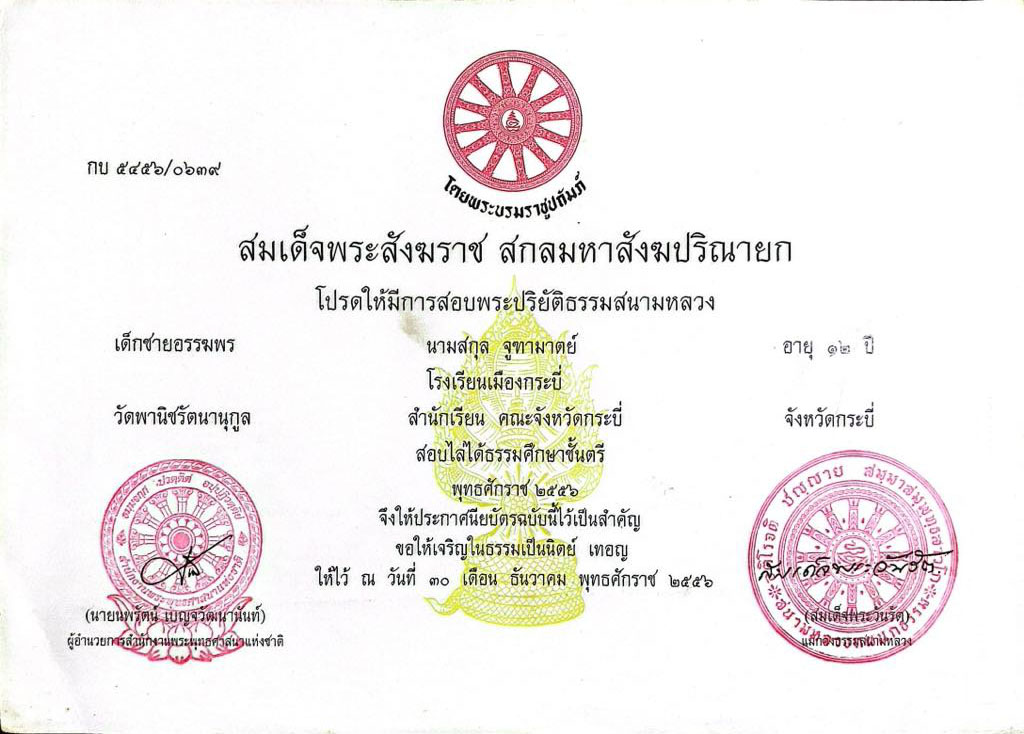 กบ ๕๔๕๖/๐๖๓๙
โดยพระบรมราชูปถัมภ์
สมเด็จพระสังฆราช สกลมหาสังฆปริณายก
โปรดให้มีการสอบพระปริยัติธรรมสนามหลวง
เด็กชายอรรฆพร นามสกุล จูฑามาตย์ อายุ ๑๒ ปี
โรงเรียนเมืองกระบี่
วัดพานิชรัตนานุกูล สำนักเรียน คณะจังหวัดกระบี่ จังหวัดกระบี่
สอบไล่ได้ธรรมศึกษาชั้นตรี
พุทธศักราช ๒๕๕๖
จึงให้ประกาศนียบัตรฉบับนี้ไว้เป็นสำคัญ
ขอให้เจริญในธรรมเป็นนิตย์ เทอญ
ให้ไว้ ณ วันที่ ๓๐ เดือน ธันวาคม พุทธศักราช ๒๕๕๖
(นายนพรัตน์ เบญจวัฒนานันท์)
ผู้อำนวยการสำนักงานพระพุทธศาสนาแห่งชาติ
สมเด็จพระวันรัต
(สมเด็จพระวันรัต)
แม่กองธรรมสนามหลวง